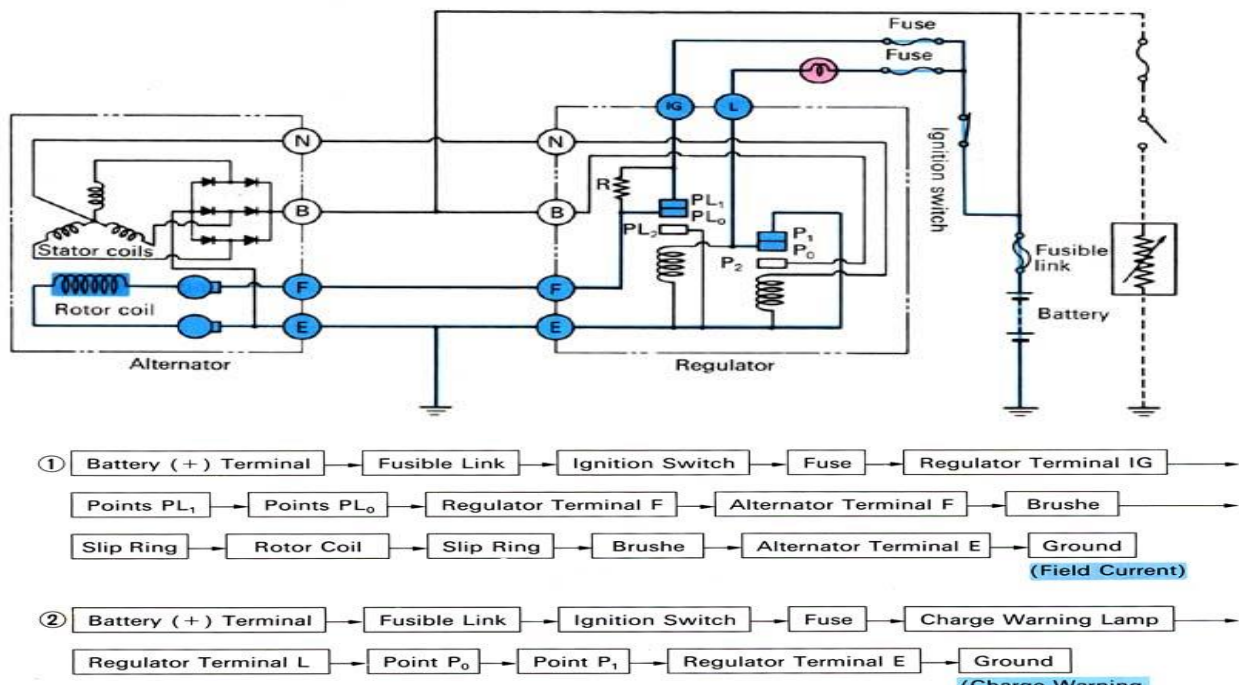 Fuse
Fuse
IG
L
Ignition switch
N
N
R
PL₁
PL₀
B
B
PL₂
P₁
P₀
P₂
Stator coils
Fusible
link
F
F
Rotor coil
Battery
E
E
Alternator
Regulator
① Battery (+) Terminal Fusible Link Ignition Switch Fuse Regulator Terminal IG
Points PL₁ Points PL₀ Regulator Terminal F Alternator Terminal F Brushe
Slip Ring Rotor Coil Slip Ring Brushe Alternator Terminal E Ground
(Field Current)
② Battery (+) Terminal Fusible Link Ignition Switch Fuse Charge Warning Lamp
Regulator Terminal L Point P₀ Point P₁ Regulator Terminal E Ground
(Charge Warning